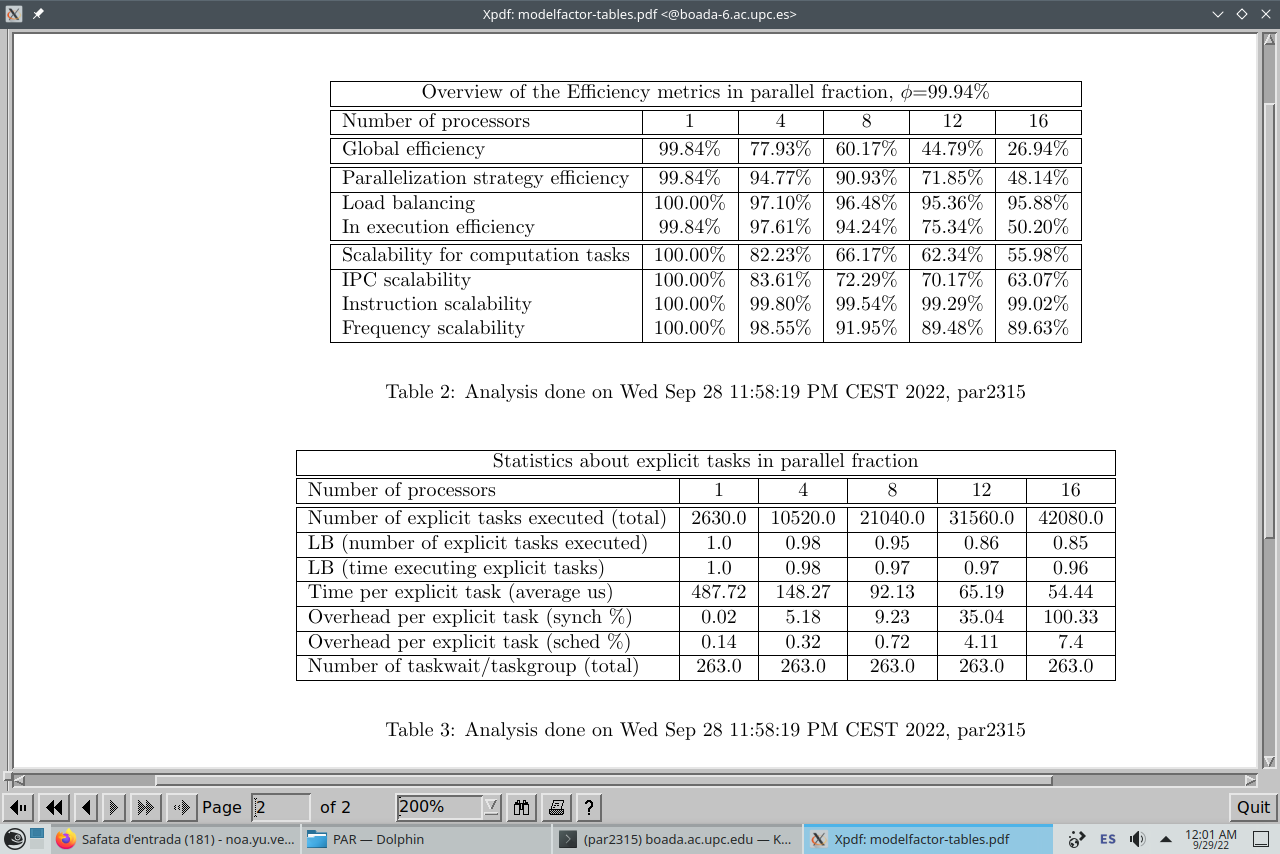 Xpdf: modelfactor-tables.pdf <@boada-6.ac.upc.es>
Overview of the Efficiency metrics in parallel fraction, ϕ=99.94%
Number of processors 1 4 8 12 16
Global efficiency 99.84% 77.93% 60.17% 44.79% 26.94%
Parallelization strategy efficiency 99.84% 94.77% 90.93% 71.85% 48.14%
Load balancing 100.00% 97.10% 96.48% 95.36% 95.88%
In execution efficiency 99.84% 97.61% 94.24% 75.34% 50.20%
Scalability for computation tasks 100.00% 82.23% 66.17% 62.34% 55.98%
IPC scalability 100.00% 83.61% 72.29% 70.17% 63.07%
Instruction scalability 100.00% 99.80% 99.54% 99.29% 99.02%
Frequency scalability 100.00% 98.55% 91.95% 89.48% 89.63%
Table 2: Analysis done on Wed Sep 28 11:58:19 PM CEST 2022, par2315
Statistics about explicit tasks in parallel fraction
Number of processors 1 4 8 12 16
Number of explicit tasks executed (total) 2630.0 10520.0 21040.0 31560.0 42080.0
LB (number of explicit tasks executed) 1.0 0.98 0.95 0.86 0.85
LB (time executing explicit tasks) 1.0 0.98 0.97 0.97 0.96
Time per explicit task (average us) 487.72 148.27 92.13 65.19 54.44
Overhead per explicit task (synch %) 0.02 5.18 9.23 35.04 100.33
Overhead per explicit task (sched %) 0.14 0.32 0.72 4.11 7.4
Number of taskwait/taskgroup (total) 263.0 263.0 263.0 263.0 263.0
Table 3: Analysis done on Wed Sep 28 11:58:19 PM CEST 2022, par2315
Page 2 of 2 200% ? Quit
Safata d'entrada (181) - noa.yu.ve... PAR — Dolphin (par2315) boada.ac.upc.edu — K... Xpdf: modelfactor-tables.pdf ES 12:01 AM
9/29/22